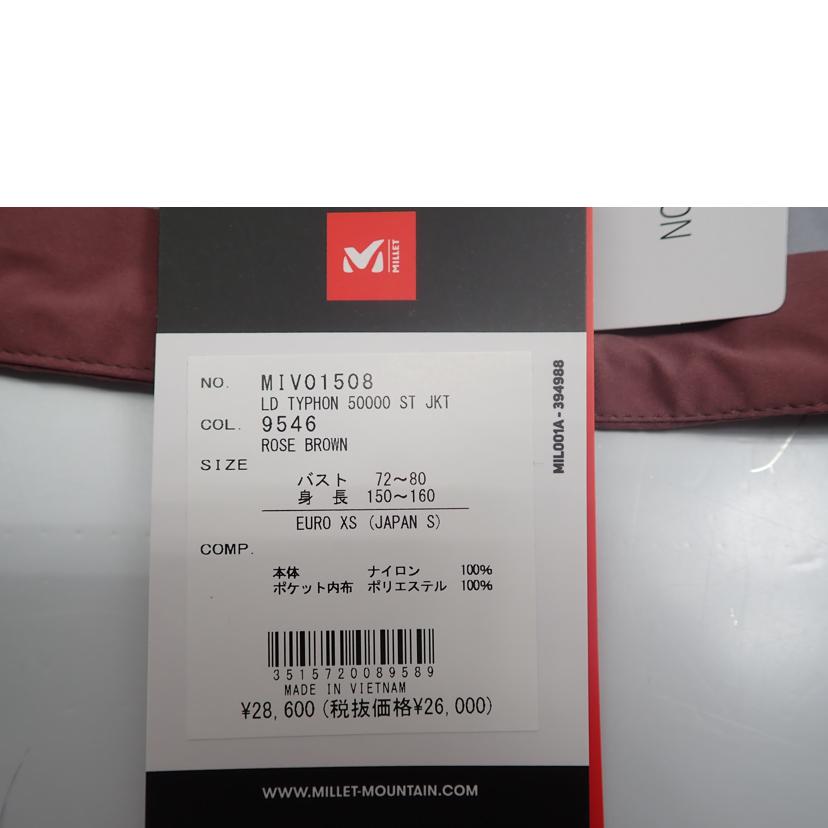 MILLET
ON
NO. MIV01508
LD TYPHON 50000 ST JKT
COL. 9546
ROSE BROWN
SIZE
バスト 72〜80
身 長 150〜160
EURO XS (JAPAN S)
COMP.
本体 ナイロン 100%
ポケット内布 ポリエステル 100%
3515720089589
MADE IN VIETNAM
¥28,600 (税抜価格¥26,000)
MIL001A - 394988
WWW.MILLET-MOUNTAIN.COM